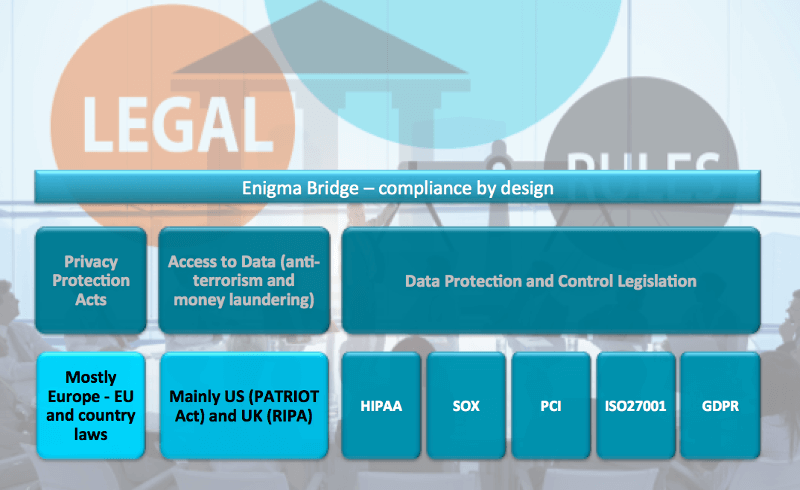 LEGAL
RULES
Enigma Bridge – compliance by design
Privacy
Protection
Acts
Access to Data (anti-
terrorism and
money laundering)
Data Protection and Control Legislation
Mostly
Europe - EU
and country
laws
Mainly US (PATRIOT
Act) and UK (RIPA)
HIPAA
SOX
PCI
ISO27001
GDPR